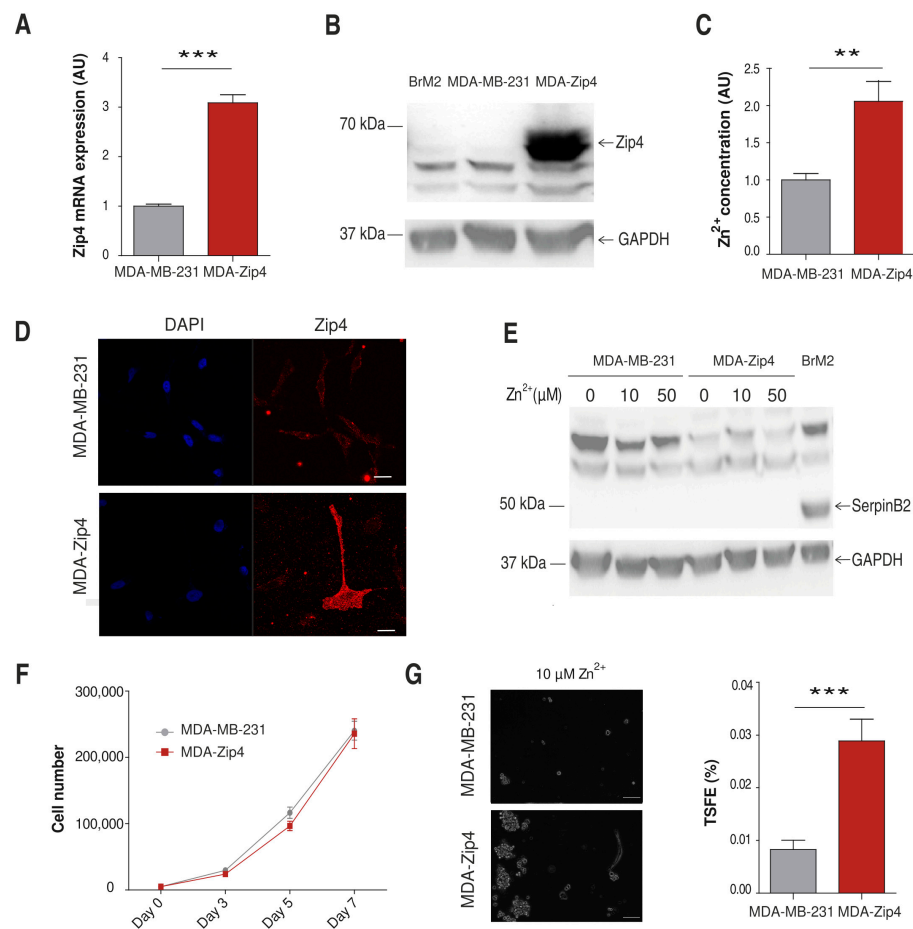 A
Zip4 mRNA expression (AU)
***
4
3
2
1
0
MDA-MB-231 MDA-Zip4
B
BrM2 MDA-MB-231 MDA-Zip4
70 kDa
←Zip4
37 kDa
← GAPDH
C
Zn²⁺ concentration (AU)
**
2.5
2.0
1.5
1.0
0.5
0.0
MDA-MB-231 MDA-Zip4
D
DAPI Zip4
MDA-MB-231
MDA-Zip4
E
MDA-MB-231 MDA-Zip4 BrM2
Zn²⁺(µM) 0 10 50 0 10 50
50 kDa
←SerpinB2
37 kDa
←GAPDH
F
Cell number
300,000
200,000
100,000
0
MDA-MB-231
MDA-Zip4
Day 0 Day 3 Day 5 Day 7
G
10 µM Zn²⁺
MDA-MB-231
MDA-Zip4
TSFE (%)
***
0.04
0.03
0.02
0.01
0.00
MDA-MB-231 MDA-Zip4